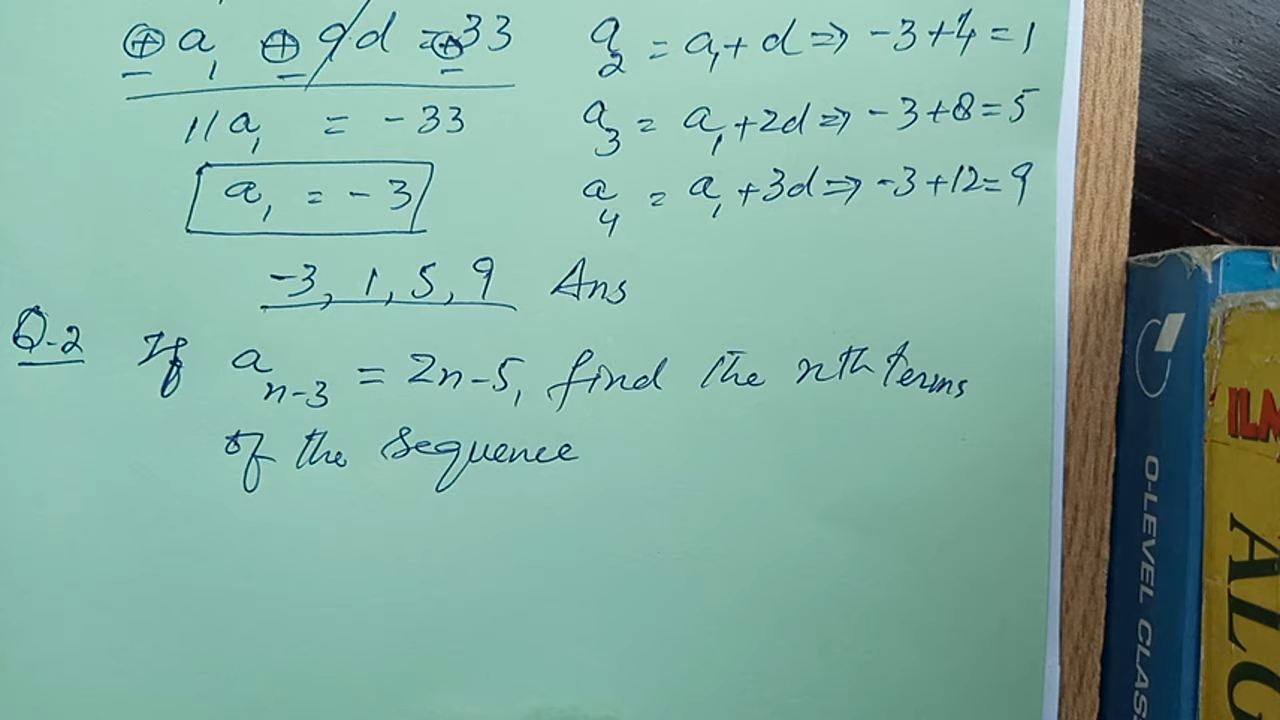 ⊕ a₁ ⊕ 9d = ⊕33
− − −
11a₁ = -33
a₁ = -3
a₂ = a₁+d ⇒ -3+4=1
a₃ = a₁+2d ⇒ -3+8=5
a₄ = a₁+3d ⇒ -3+12=9
-3, 1, 5, 9 Ans
Q-2 If aₙ₋₃ = 2n-5, find the nth terms
of the sequence
O-LEVEL CLAS
ILM
ALG